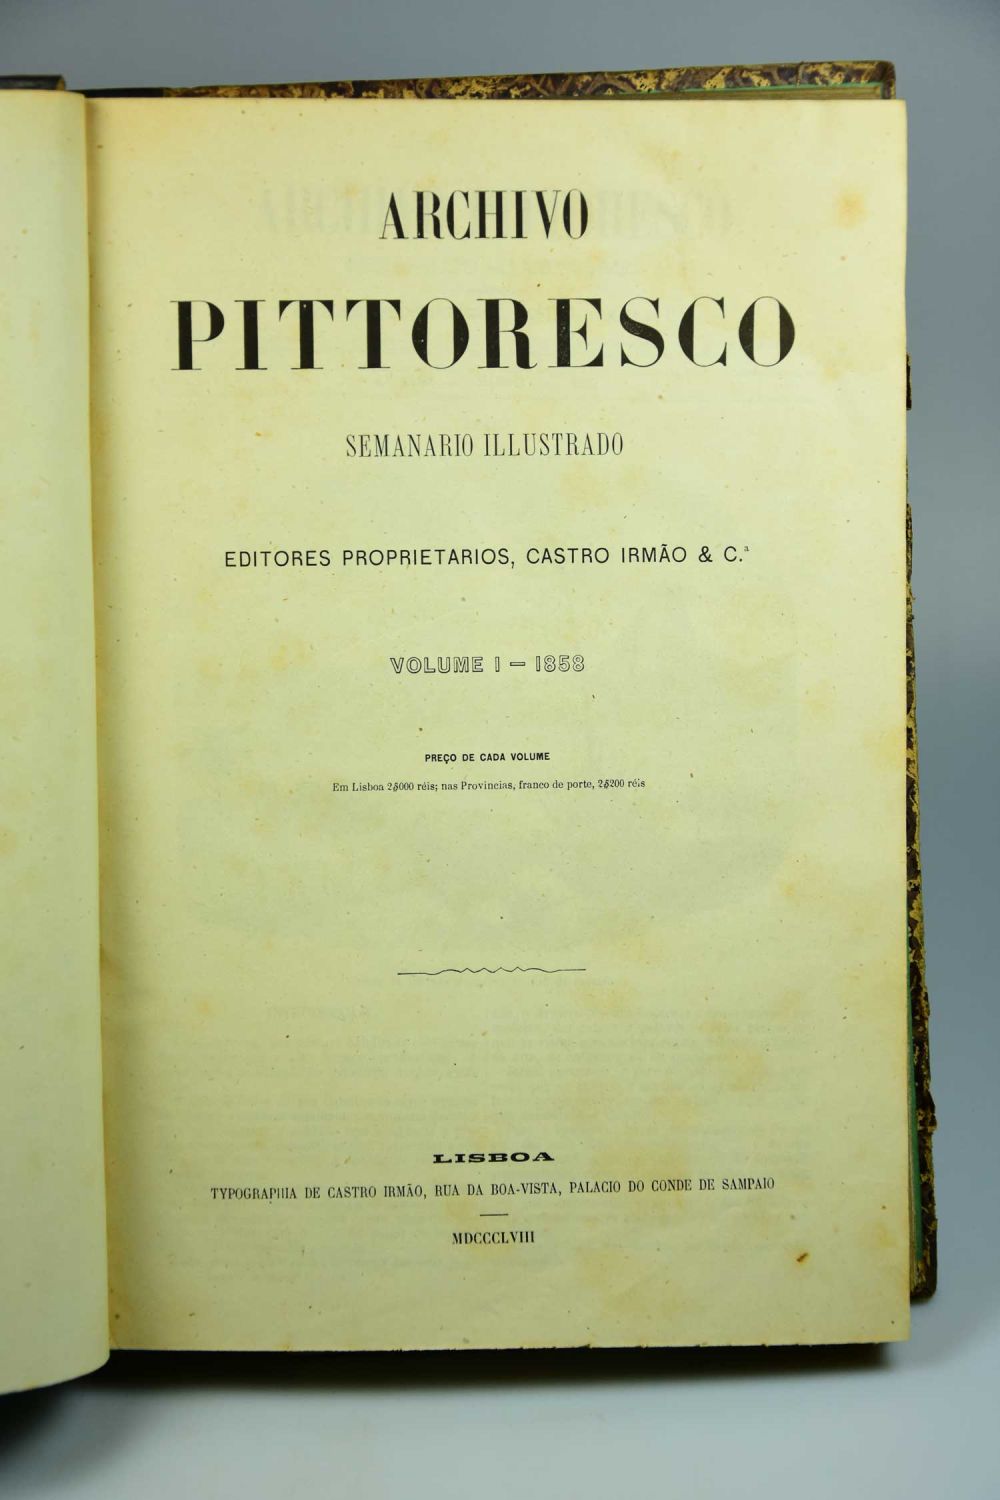 ARCHIVO
PITTORESCO
SEMANARIO ILLUSTRADO
EDITORES PROPRIETARIOS, CASTRO IRMÃO & C.ª
VOLUME I — 1858
PREÇO DE CADA VOLUME
Em Lisboa 2$000 réis; nas Provincias, franco de porte, 2$200 réis
LISBOA
TYPOGRAPHIA DE CASTRO IRMÃO, RUA DA BOA-VISTA, PALACIO DO CONDE DE SAMPAIO
MDCCCLVIII